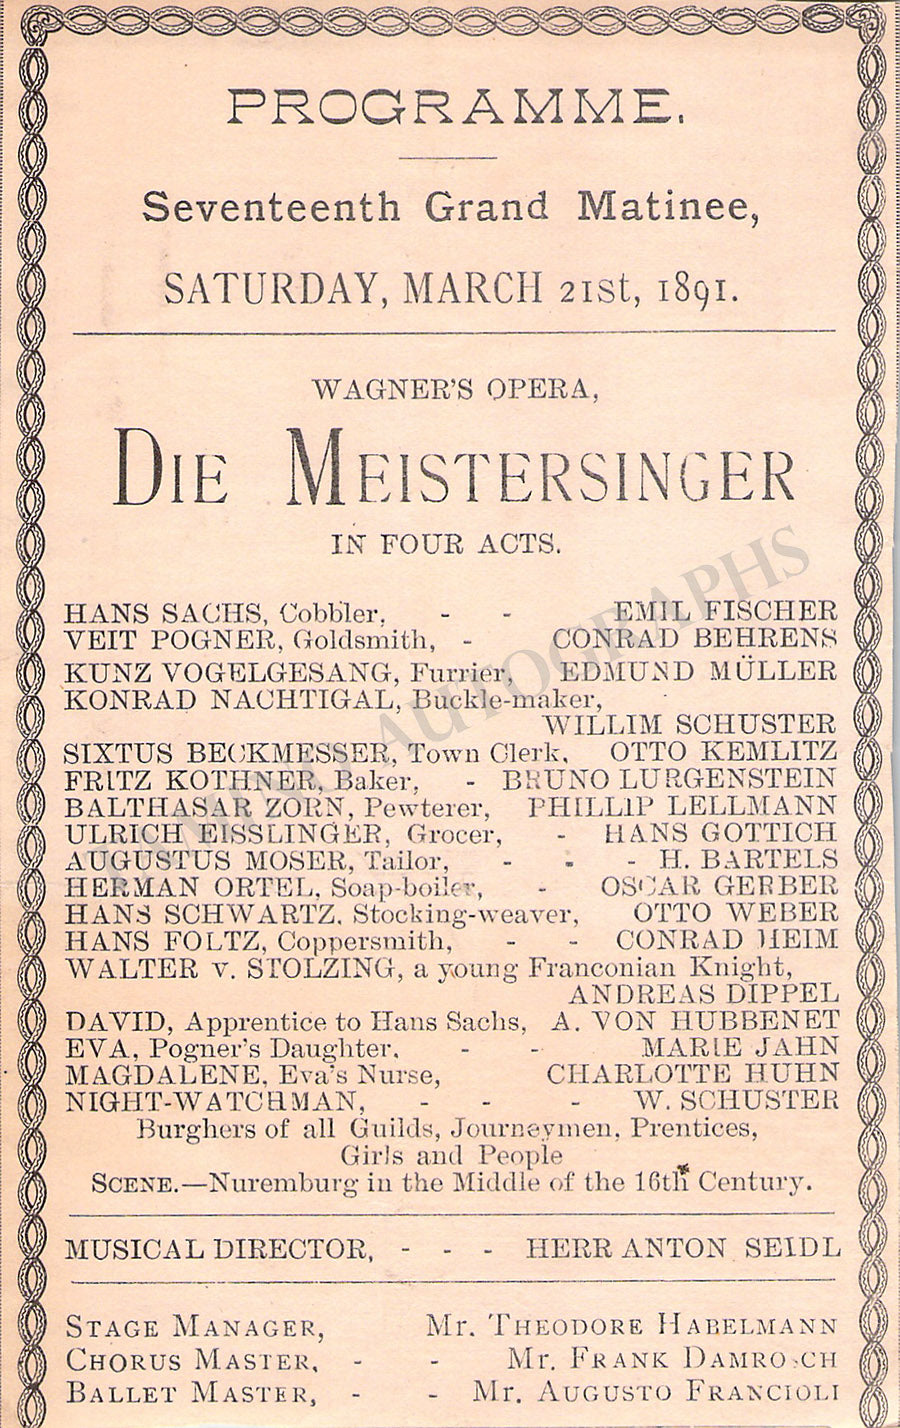 PROGRAMME.
Seventeenth Grand Matinee,
SATURDAY, MARCH 21st, 1891.
WAGNER'S OPERA,
DIE MEISTERSINGER
IN FOUR ACTS.
HANS SACHS, Cobbler, - - EMIL FISCHER
VEIT POGNER, Goldsmith, - CONRAD BEHRENS
KUNZ VOGELGESANG, Furrier, EDMUND MÜLLER
KONRAD NACHTIGAL, Buckle-maker,
WILLIM SCHUSTER
SIXTUS BECKMESSER, Town Clerk, OTTO KEMLITZ
FRITZ KOTHNER, Baker, - BRUNO LURGENSTEIN
BALTHASAR ZORN, Pewterer, PHILLIP LELLMANN
ULRICH EISSLINGER, Grocer, - HANS GOTTICH
AUGUSTUS MOSER, Tailor, - - - H. BARTELS
HERMAN ORTEL, Soap-boiler, - OSCAR GERBER
HANS SCHWARTZ. Stocking-weaver, OTTO WEBER
HANS FOLTZ, Coppersmith, - - CONRAD HEIM
WALTER v. STOLZING, a young Franconian Knight,
ANDREAS DIPPEL
DAVID, Apprentice to Hans Sachs, A. VON HUBBENET
EVA, Pogner's Daughter. - - MARIE JAHN
MAGDALENE. Eva's Nurse, CHARLOTTE HUHN
NIGHT-WATCHMAN, - - - W. SCHUSTER
Burghers of all Guilds, Journeymen, Prentices,
Girls and People
SCENE.—Nuremburg in the Middle of the 16th Century.
MUSICAL DIRECTOR, - - - HERR ANTON SEIDL
STAGE MANAGER, Mr. THEODORE HABELMANN
CHORUS MASTER, - - Mr. FRANK DAMROSCH
BALLET MASTER, - - Mr. AUGUSTO FRANCIOLI
AUTOGRAPHS